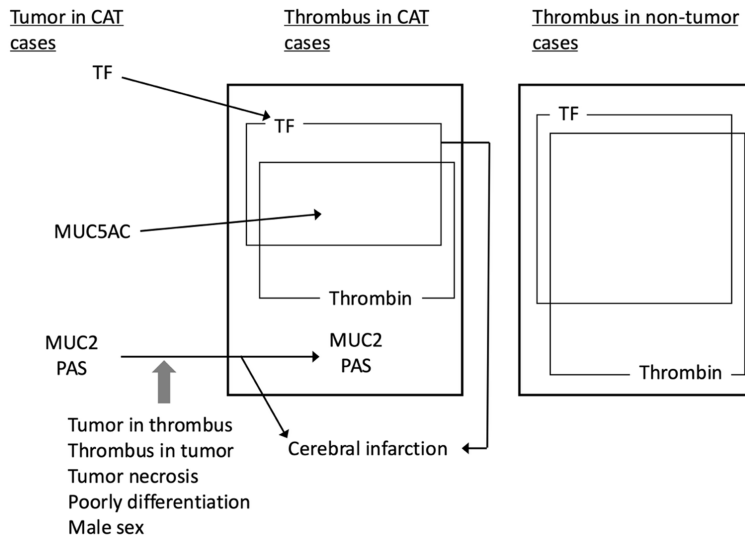 Tumor in CAT
cases
Thrombus in CAT
cases
Thrombus in non-tumor
cases
TF
TF
TF
MUC5AC
Thrombin
MUC2
PAS
MUC2
PAS
Thrombin
Tumor in thrombus
Thrombus in tumor
Tumor necrosis
Poorly differentiation
Male sex
Cerebral infarction